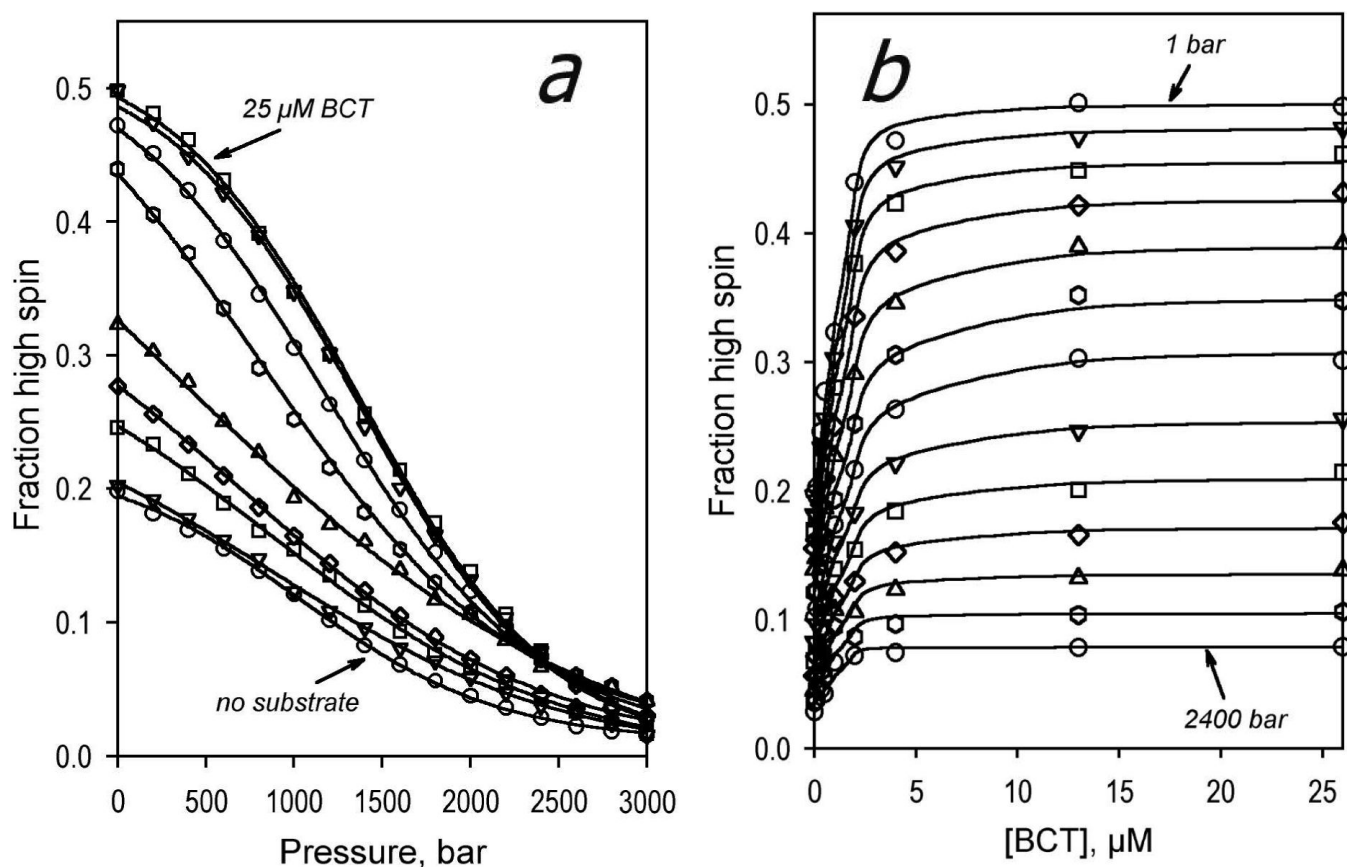 a
0.5
0.4
0.3
0.2
0.1
0.0
25 µM BCT
no substrate
Fraction high spin
0 500 1000 1500 2000 2500 3000
Pressure, bar
b
1 bar
0.5
0.4
0.3
0.2
0.1
0.0
2400 bar
Fraction high spin
0 5 10 15 20 25
[BCT], µM